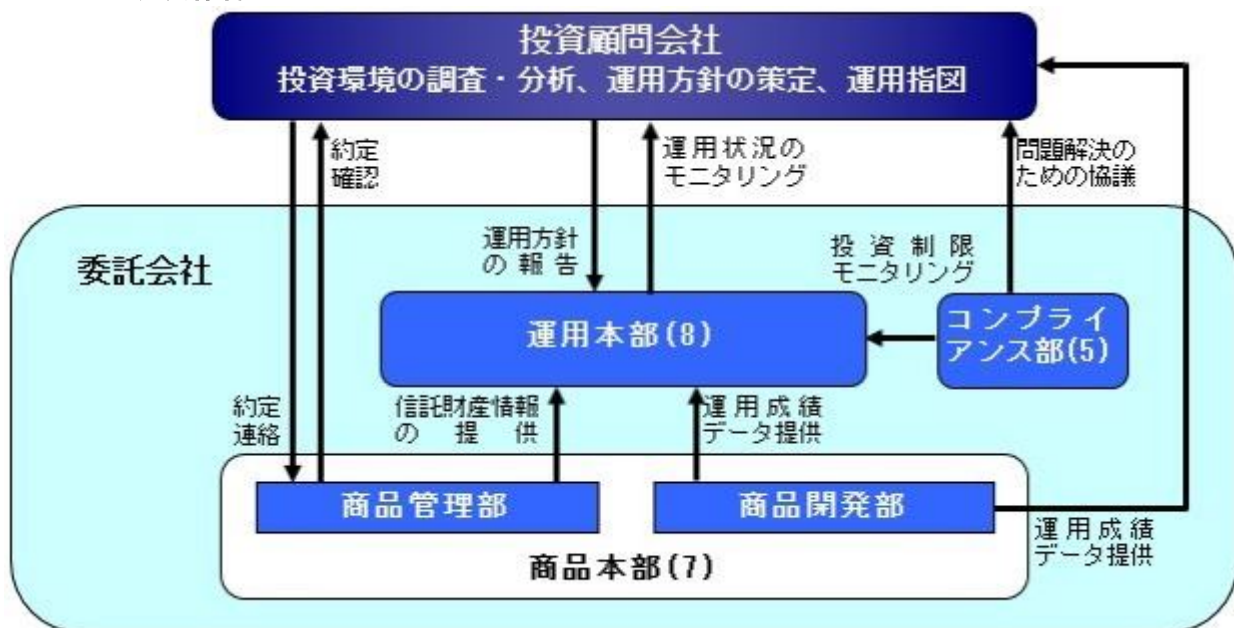 投資顧問会社
投資環境の調査・分析、運用方針の策定、運用指図
約定
確認
運用状況の
モニタリング
問題解決の
ための協議
運用方針
の報告
投資制限
モニタリング
委託会社
運用本部(8)
コンプライ
アンス部(5)
約定
連絡
信託財産情報
の提供
運用成績
データ提供
商品管理部
商品開発部
運用成績
データ提供
商品本部(7)